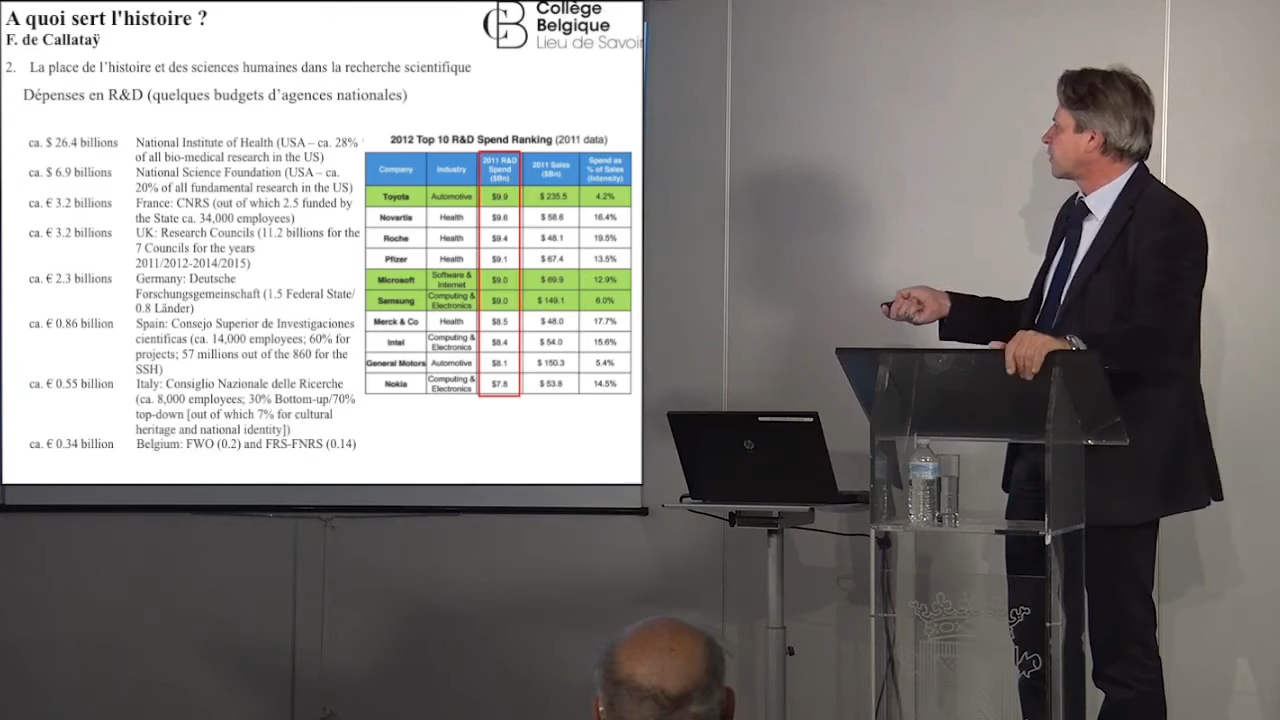 A quoi sert l'histoire ?
F. de Callataÿ
Collège
Belgique
Lieu de Savoir
2. La place de l'histoire et des sciences humaines dans la recherche scientifique
Dépenses en R&D (quelques budgets d'agences nationales)
ca. $ 26.4 billions National Institute of Health (USA – ca. 28%
of all bio-medical research in the US)
ca. $ 6.9 billions National Science Foundation (USA – ca.
20% of all fundamental research in the US)
ca. € 3.2 billions France: CNRS (out of which 2.5 funded by
the State ca. 34,000 employees)
ca. € 3.2 billions UK: Research Councils (11.2 billions for the
7 Councils for the years
2011/2012-2014/2015)
ca. € 2.3 billions Germany: Deutsche
Forschungsgemeinschaft (1.5 Federal State/
0.8 Länder)
ca. € 0.86 billion Spain: Consejo Superior de Investigaciones
cientificas (ca. 14,000 employees; 60% for
projects; 57 millions out of the 860 for the
SSH)
ca. € 0.55 billion Italy: Consiglio Nazionale delle Ricerche
(ca. 8,000 employees; 30% Bottom-up/70%
top-down [out of which 7% for cultural
heritage and national identity])
ca. € 0.34 billion Belgium: FWO (0.2) and FRS-FNRS (0.14)
2012 Top 10 R&D Spend Ranking (2011 data)
Company Industry 2011 R&D Spend ($Bn) 2011 Sales ($Bn) Spend as % of Sales (Intensity)
Toyota Automotive $9.9 $ 235.5 4.2%
Novartis Health $9.6 $ 58.6 16.4%
Roche Health $9.4 $ 48.1 19.5%
Pfizer Health $9.1 $ 67.4 13.5%
Microsoft Software & Internet $9.0 $ 69.9 12.9%
Samsung Computing & Electronics $9.0 $ 149.1 6.0%
Merck & Co Health $8.5 $ 48.0 17.7%
Intel Computing & Electronics $8.4 $ 54.0 15.6%
General Motors Automotive $8.1 $ 150.3 5.4%
Nokia Computing & Electronics $7.8 $ 53.8 14.5%
hp